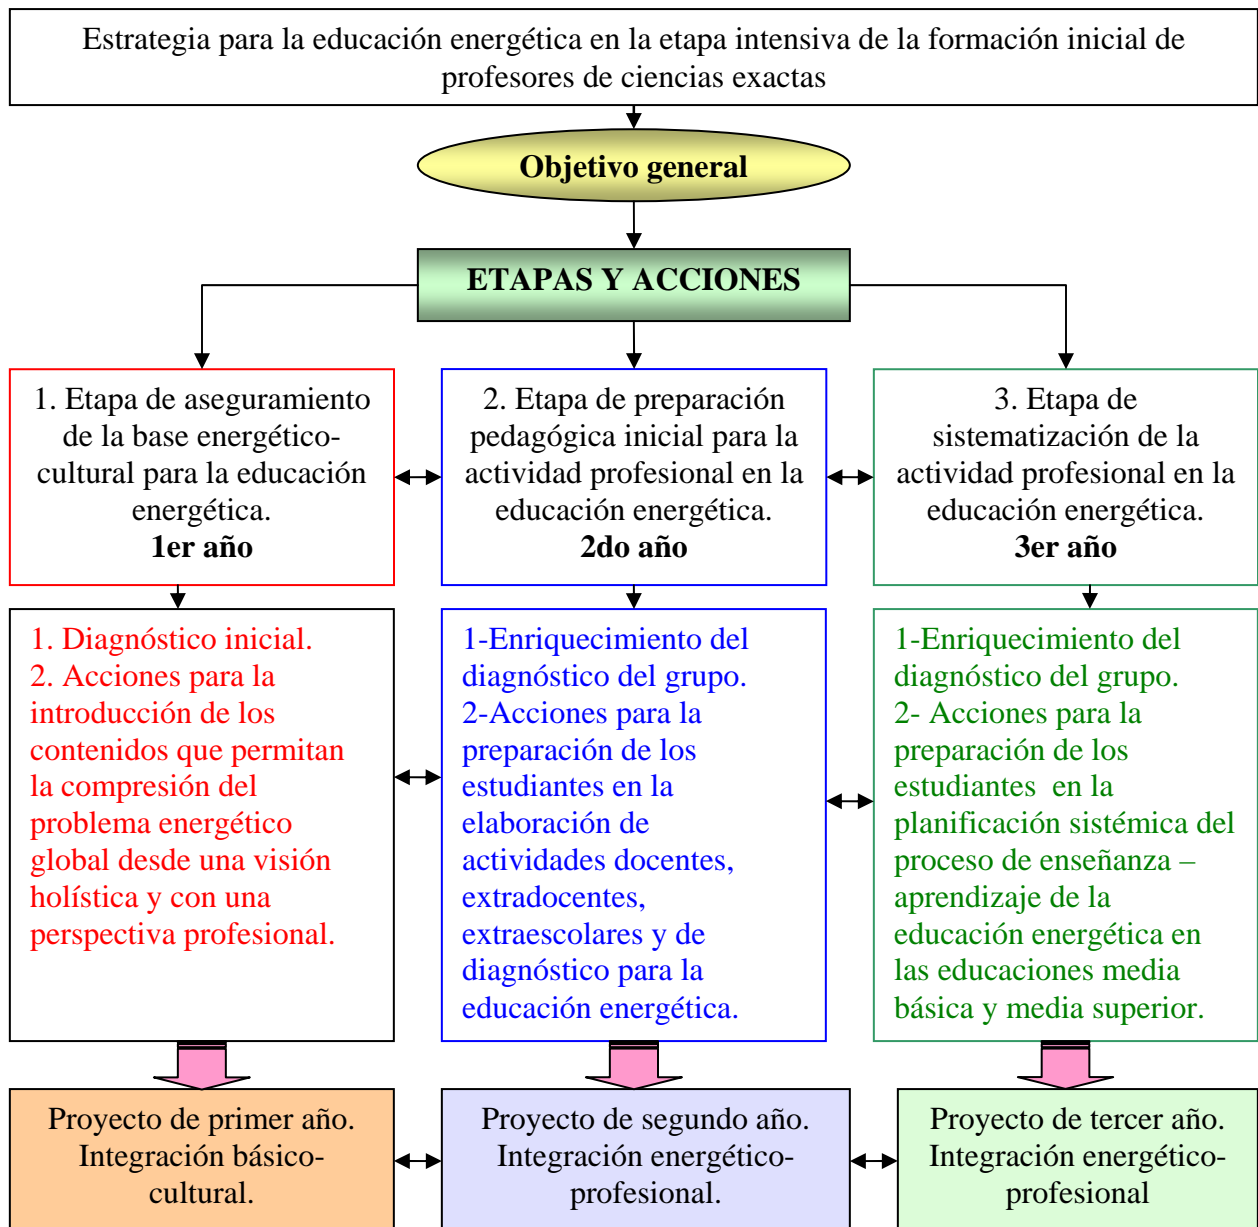 Estrategia para la educación energética en la etapa intensiva de la formación inicial de
profesores de ciencias exactas
Objetivo general
ETAPAS Y ACCIONES
1. Etapa de aseguramiento
de la base energético-
cultural para la educación
energética.
1er año
2. Etapa de preparación
pedagógica inicial para la
actividad profesional en la
educación energética.
2do año
3. Etapa de
sistematización de la
actividad profesional en la
educación energética.
3er año
1. Diagnóstico inicial.
2. Acciones para la
introducción de los
contenidos que permitan
la compresión del
problema energético
global desde una visión
holística y con una
perspectiva profesional.
1-Enriquecimiento del
diagnóstico del grupo.
2-Acciones para la
preparación de los
estudiantes en la
elaboración de
actividades docentes,
extradocentes,
extraescolares y de
diagnóstico para la
educación energética.
1-Enriquecimiento del
diagnóstico del grupo.
2- Acciones para la
preparación de los
estudiantes  en la
planificación sistémica del
proceso de enseñanza –
aprendizaje de la
educación energética en
las educaciones media
básica y media superior.
Proyecto de primer año.
Integración básico-
cultural.
Proyecto de segundo año.
Integración energético-
profesional.
Proyecto de tercer año.
Integración energético-
profesional